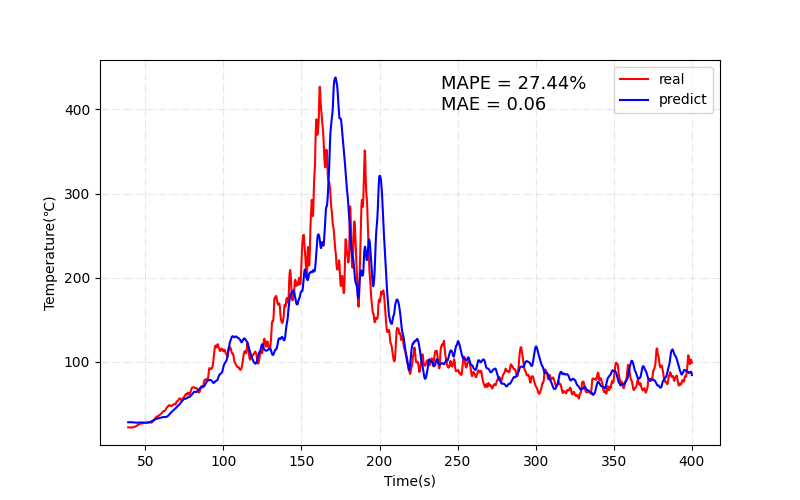 MAPE = 27.44%
MAE = 0.06
real
predict
Temperature(℃)
400
300
200
100
50
100
150
200
250
300
350
400
Time(s)